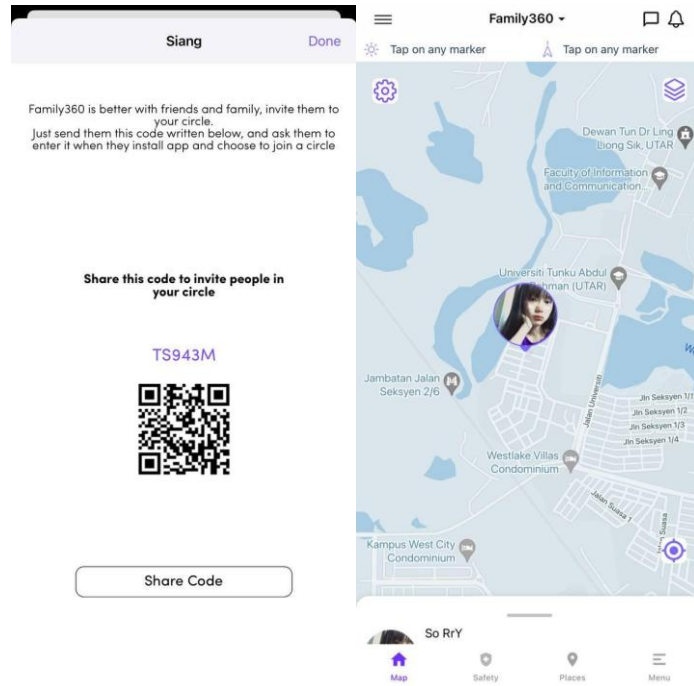 Siang
Done
Family360 is better with friends and family, invite them to
your circle.
Just send them this code written below, and ask them to
enter it when they install app and choose to join a circle
Share this code to invite people in
your circle
TS943M
Share Code
Family360
Tap on any marker
Tap on any marker
Dewan Tun Dr Ling
Liong Sik, UTAR
Faculty of Information
and Communication...
Universiti Tunku Abdul
Rahman (UTAR)
Jambatan Jalan
Seksyen 2/6
Jalan Universiti
Jln Seksyen 1/1
Jln Seksyen 1/2
Jln Seksyen 1/3
Jln Seksyen 1/4
Westlake Villas
Condominium
Jalan Suasa 1
Jalan Suasa
Kampus West City
Condominium
So RrY
Map
Safety
Places
Menu